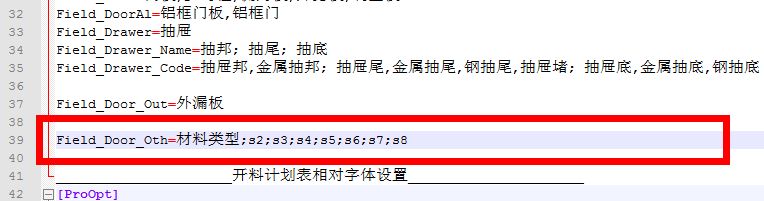 32 Field_DoorAl=铝框门板,铝框门
33 Field_Drawer=抽屉
34 Field_Drawer_Name=抽邦; 抽尾; 抽底
35 Field_Drawer_Code=抽屉邦,金属抽邦; 抽屉尾,金属抽尾,钢抽尾,抽屉堵; 抽屉底,金属抽底,钢抽底
36
37 Field_Door_Out=外漏板
38
39 Field_Door_Oth=材料类型;s2;s3;s4;s5;s6;s7;s8
40
41 ______________________开料计划表相对字体设置______________________
42 [ProOpt]